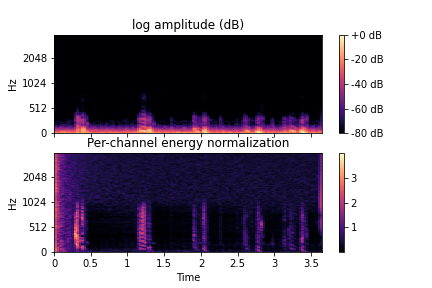 log amplitude (dB)
Hz
2048
1024
512
0
+0 dB
-20 dB
-40 dB
-60 dB
-80 dB
Per-channel energy normalization
Hz
2048
1024
512
0
3
2
1
0 0.5 1 1.5 2 2.5 3 3.5
Time